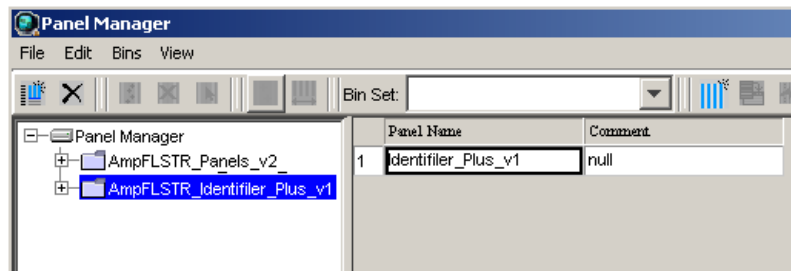 Panel Manager
File Edit Bins View
Bin Set:
Panel Manager
AmpFLSTR_Panels_v2_
AmpFLSTR_Identifiler_Plus_v1
Panel Name Comment
1 Identifiler_Plus_v1 null